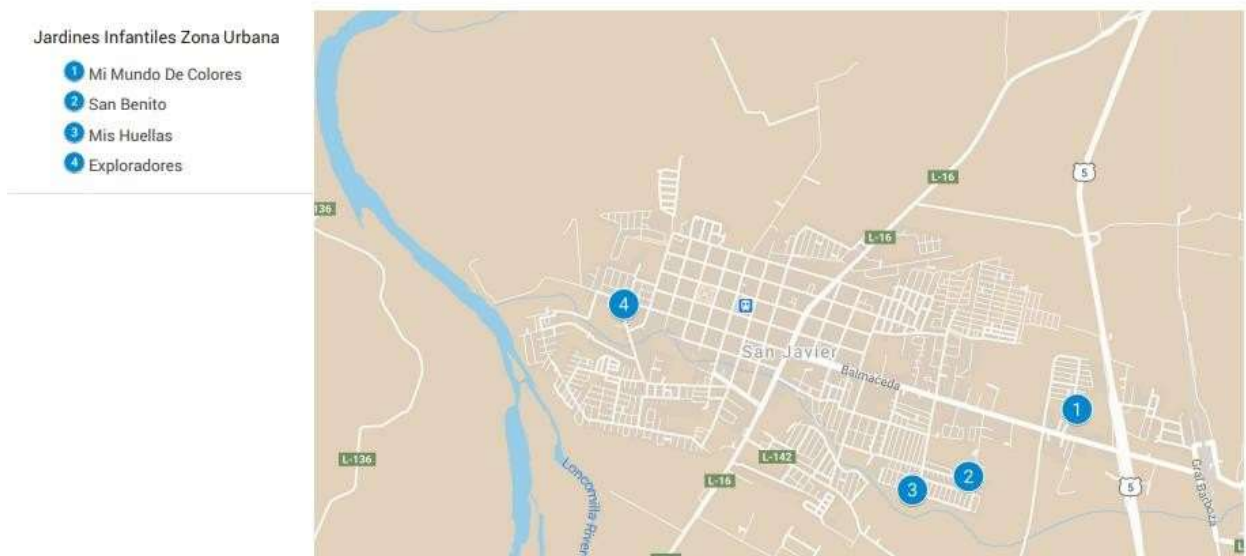 Jardines Infantiles Zona Urbana
1 Mi Mundo De Colores
2 San Benito
3 Mis Huellas
4 Exploradores
5
L-16
136
L-16
4
San Javier
Balmaceda
1
L-136
L-142
Loncomilla River
L-16
3
2
5
Gral Barboza